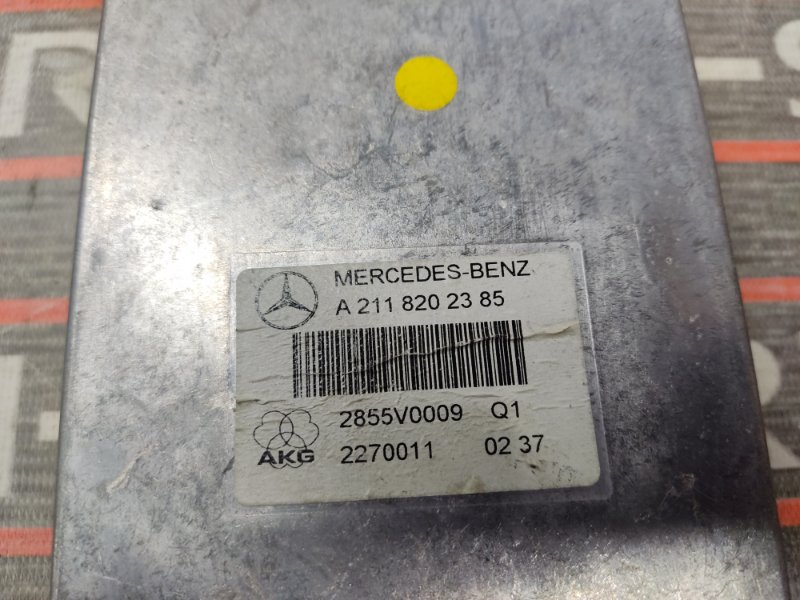 MERCEDES-BENZ
A 211 820 23 85
2855V0009 Q1
AKG 2270011 02 37